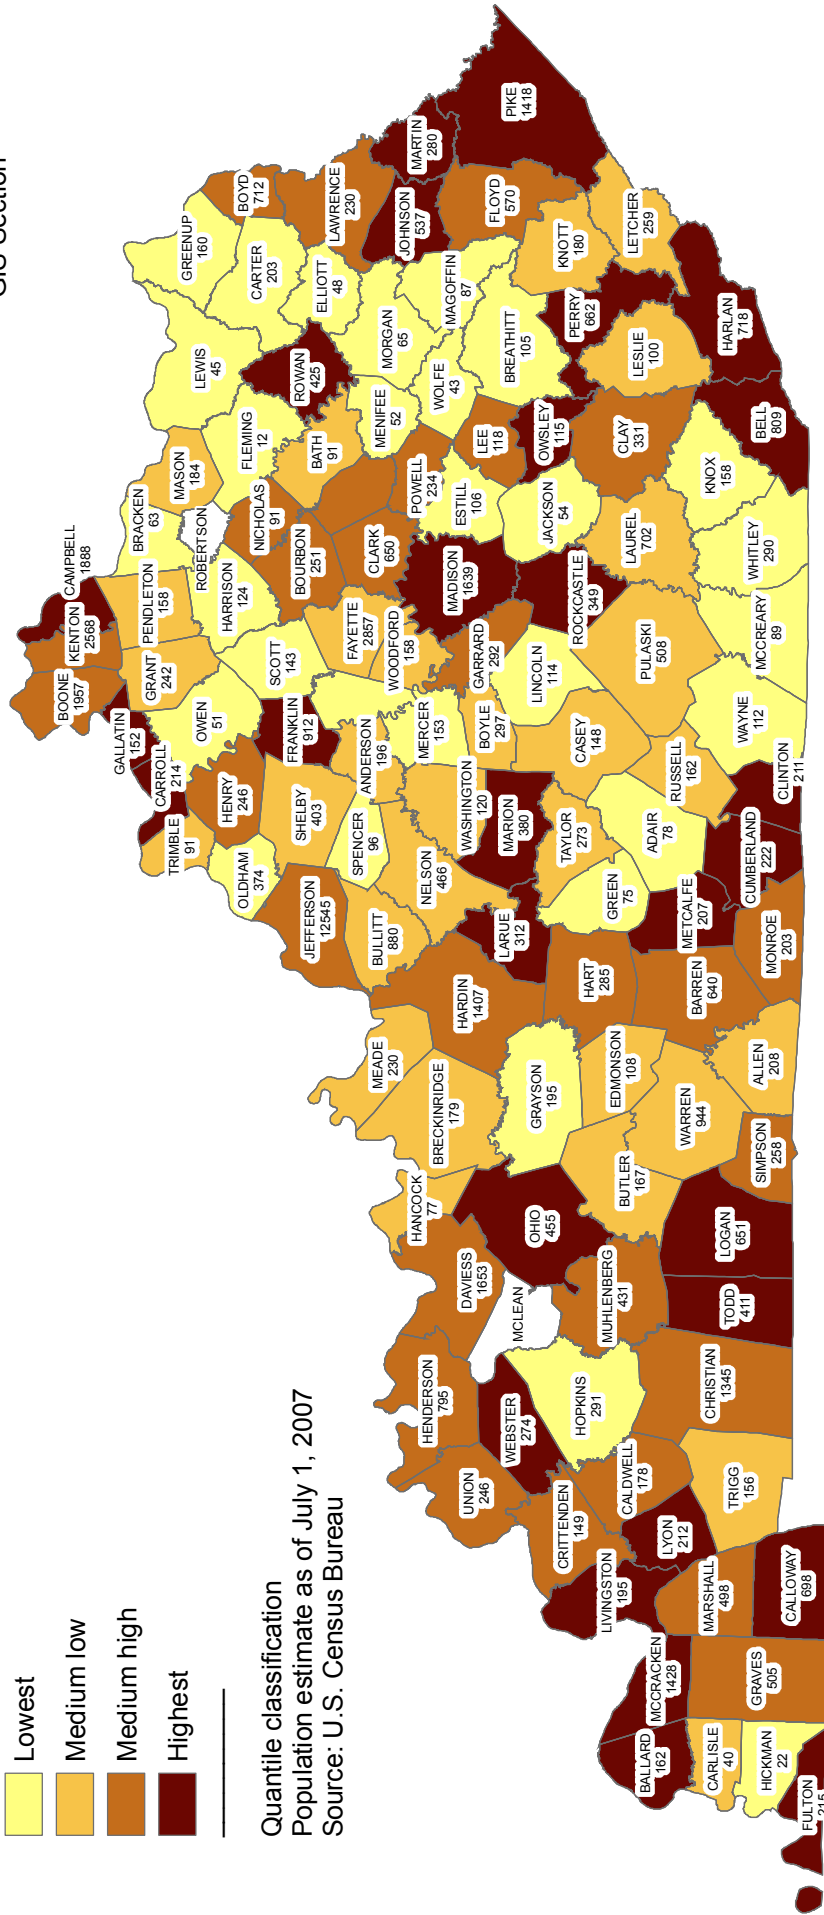 GIS Section
Lowest
Medium low
Medium high
Highest
Quantile classification
Population estimate as of July 1, 2007
Source: U.S. Census Bureau
BOONE
1957
KENTON
2568
CAMPBELL
1888
GALLATIN
152
CARROLL
214
TRIMBLE
91
GRANT
242
PENDLETON
158
BRACKEN
63
MASON
184
LEWIS
45
GREENUP
160
BOYD
712
OWEN
51
HARRISON
124
ROBERTSON
FLEMING
12
CARTER
203
HENRY
246
OLDHAM
374
SCOTT
143
NICHOLAS
91
ROWAN
425
ELLIOTT
48
LAWRENCE
230
JEFFERSON
12545
SHELBY
403
FRANKLIN
912
BOURBON
251
BATH
91
SPENCER
96
ANDERSON
196
FAYETTE
2857
WOODFORD
158
CLARK
650
MENIFEE
52
MORGAN
65
JOHNSON
537
MARTIN
280
BULLITT
880
NELSON
466
MERCER
153
POWELL
234
WOLFE
43
MAGOFFIN
87
MEADE
230
HANCOCK
77
HENDERSON
795
BRECKINRIDGE
179
HARDIN
1407
WASHINGTON
120
BOYLE
297
GARRARD
292
MADISON
1639
ESTILL
106
LEE
118
BREATHITT
105
FLOYD
570
PIKE
1418
UNION
246
DAVIESS
1653
LARUE
312
MARION
380
LINCOLN
114
JACKSON
54
OWSLEY
115
PERRY
662
KNOTT
180
WEBSTER
274
MCLEAN
OHIO
455
GRAYSON
195
HART
285
TAYLOR
273
CASEY
148
ROCKCASTLE
349
CLAY
331
LESLIE
100
LETCHER
259
CRITTENDEN
149
HOPKINS
291
MUHLENBERG
431
BUTLER
167
EDMONSON
108
GREEN
75
ADAIR
78
PULASKI
508
LAUREL
702
LIVINGSTON
195
CALDWELL
178
LYON
212
RUSSELL
162
KNOX
158
HARLAN
718
BALLARD
162
MCCRACKEN
1428
MARSHALL
498
TRIGG
156
CHRISTIAN
1345
TODD
411
LOGAN
651
WARREN
944
BARREN
640
METCALFE
207
WAYNE
112
MCCREARY
89
WHITLEY
290
BELL
809
CARLISLE
40
GRAVES
505
CALLOWAY
698
SIMPSON
258
ALLEN
208
MONROE
203
CUMBERLAND
222
CLINTON
211
HICKMAN
22
FULTON
215